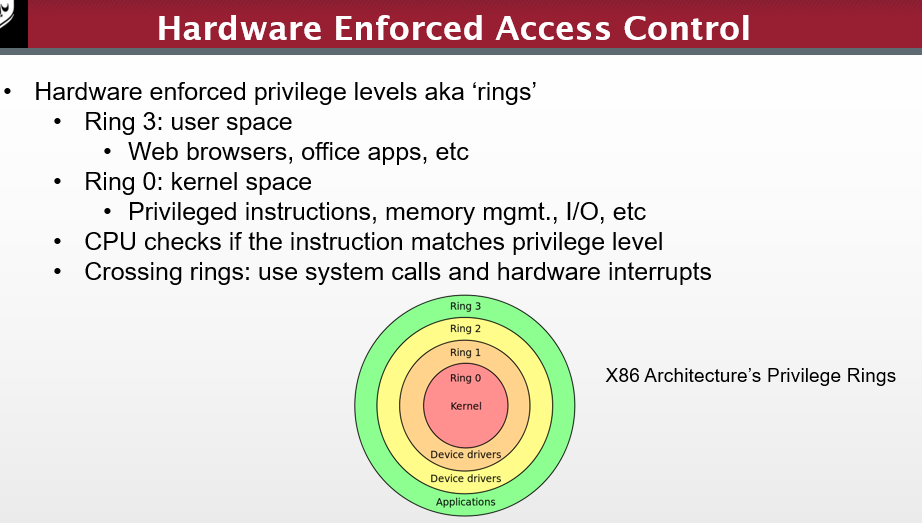 Hardware Enforced Access Control
• Hardware enforced privilege levels aka ‘rings’
• Ring 3: user space
• Web browsers, office apps, etc
• Ring 0: kernel space
• Privileged instructions, memory mgmt., I/O, etc
• CPU checks if the instruction matches privilege level
• Crossing rings: use system calls and hardware interrupts
Ring 3
Ring 2
Ring 1
Ring 0
Kernel
Device drivers
Device drivers
Applications
X86 Architecture’s Privilege Rings